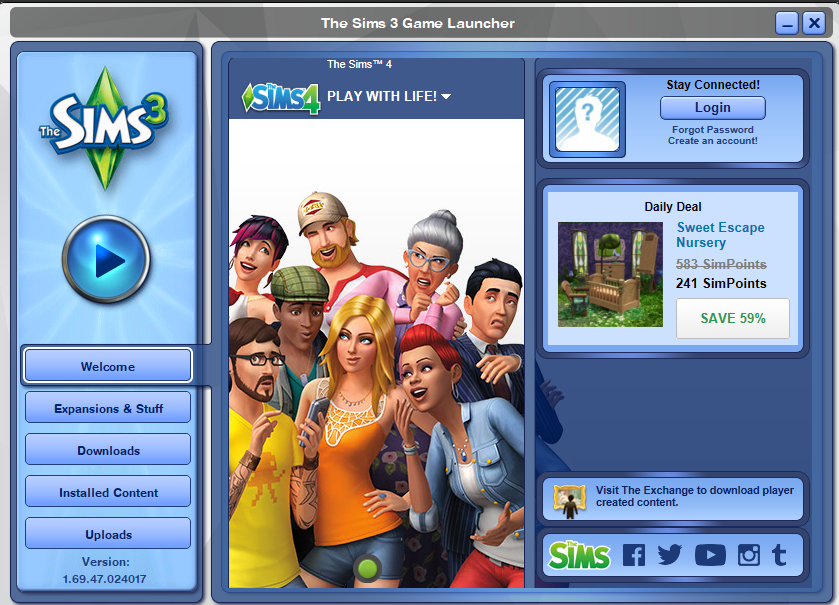 The Sims 3 Game Launcher
The SIMS 3
Welcome
Expansions & Stuff
Downloads
Installed Content
Uploads
Version:
1.69.47.024017
The Sims™ 4
The SIMS 4 PLAY WITH LIFE!
Stay Connected!
Login
Forgot Password
Create an account!
Daily Deal
Sweet Escape
Nursery
583 SimPoints
241 SimPoints
SAVE 59%
Visit The Exchange to download player
created content.
The SIMS